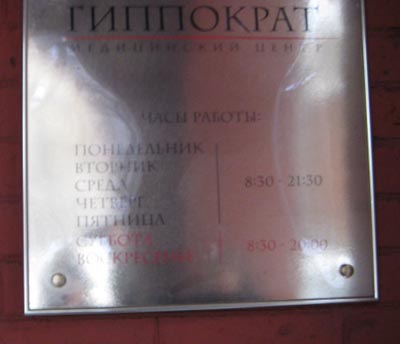 ГИППОКРАТ
МЕДИЦИНСКИЙ ЦЕНТР
ЧАСЫ РАБОТЫ:
ПОНЕДЕЛЬНИК
ВТОРНИК
СРЕДА
ЧЕТВЕРГ
ПЯТНИЦА
8:30 - 21:30
СУББОТА
ВОСКРЕСЕНЬЕ
8:30 - 20:00